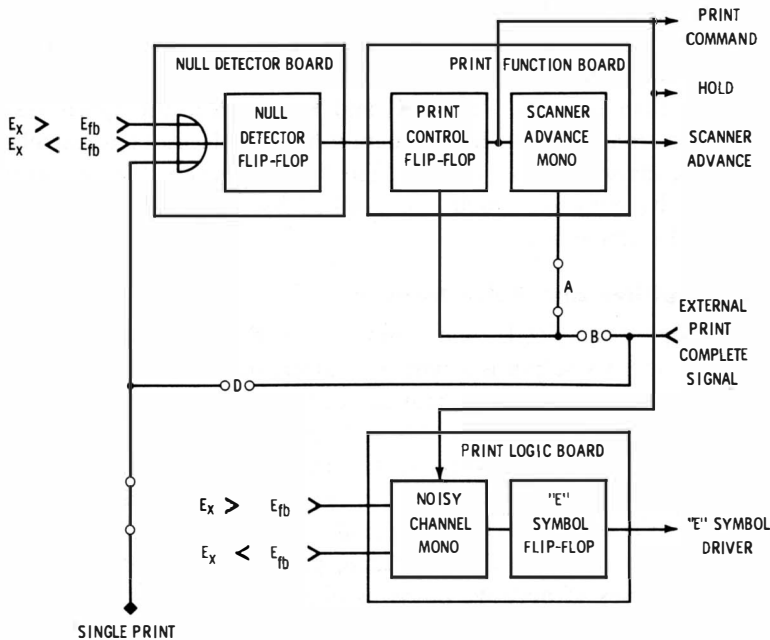 PRINT
COMMAND
NULL DETECTOR BOARD
PRINT FUNCTION BOARD
HOLD
NULL
DETECTOR
FLIP-FLOP
PRINT
CONTROL
FLIP-FLOP
SCANNER
ADVANCE
MONO
Ex > Efb
Ex < Efb
SCANNER
ADVANCE
A
B
EXTERNAL
PRINT
COMPLETE
SIGNAL
D
PRINT LOGIC BOARD
Ex > Efb
Ex < Efb
NOISY
CHANNEL
MONO
"E"
SYMBOL
FLIP-FLOP
"E" SYMBOL
DRIVER
SINGLE PRINT